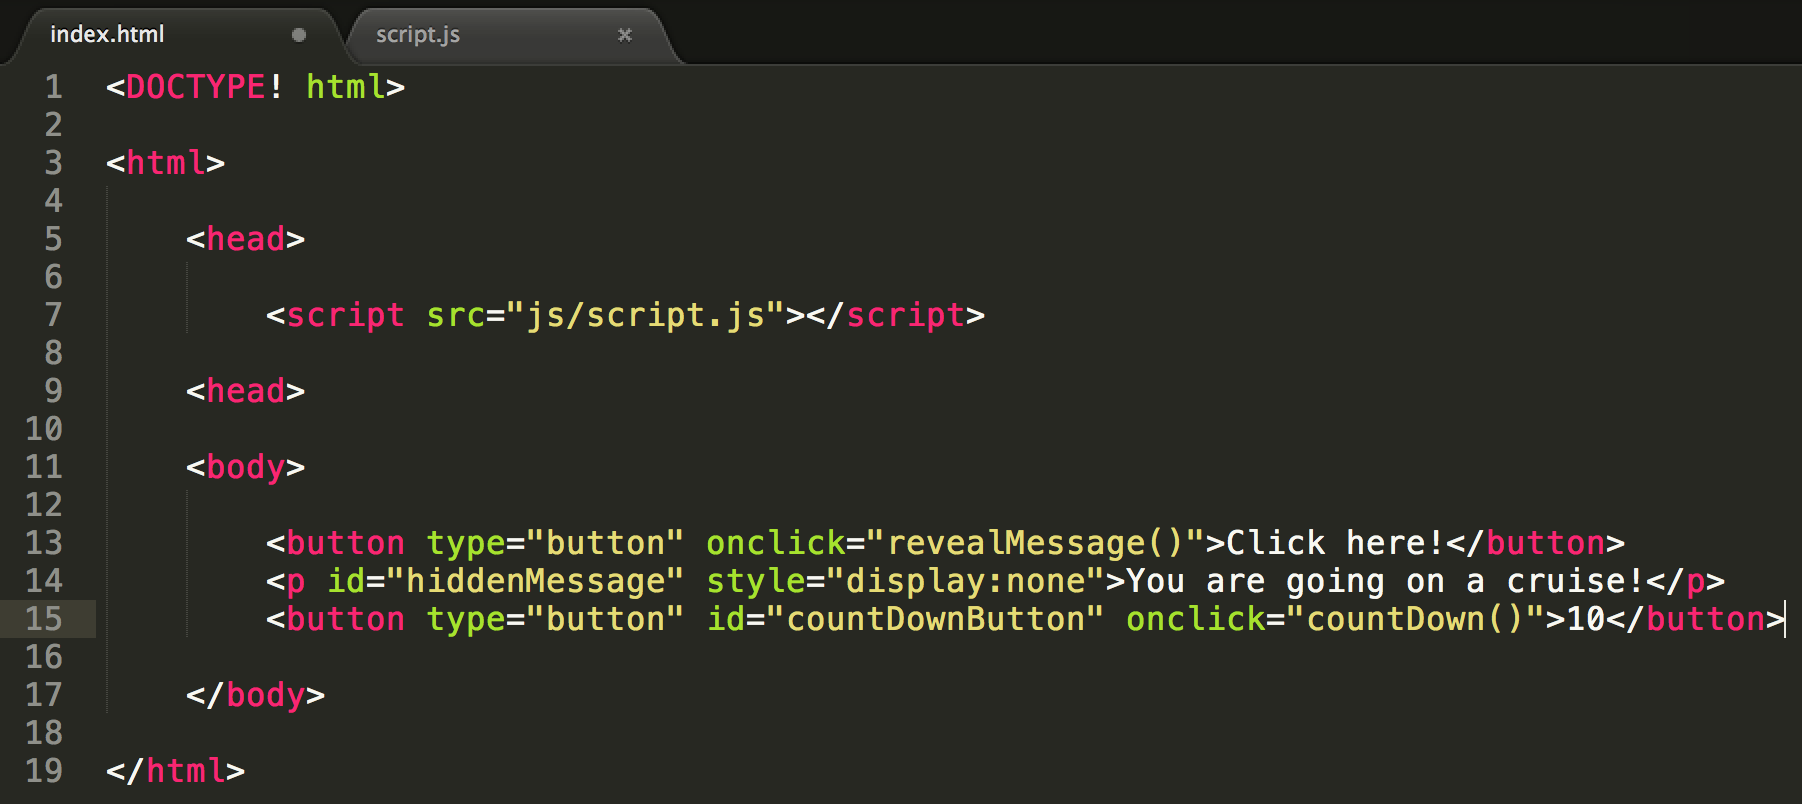 index.html script.js
1 <DOCTYPE! html>
2
3 <html>
4
5 <head>
6
7 <script src="js/script.js"></script>
8
9 <head>
10
11 <body>
12
13 <button type="button" onclick="revealMessage()">Click here!</button>
14 <p id="hiddenMessage" style="display:none">You are going on a cruise!</p>
15 <button type="button" id="countDownButton" onclick="countDown()">10</button>
16
17 </body>
18
19 </html>